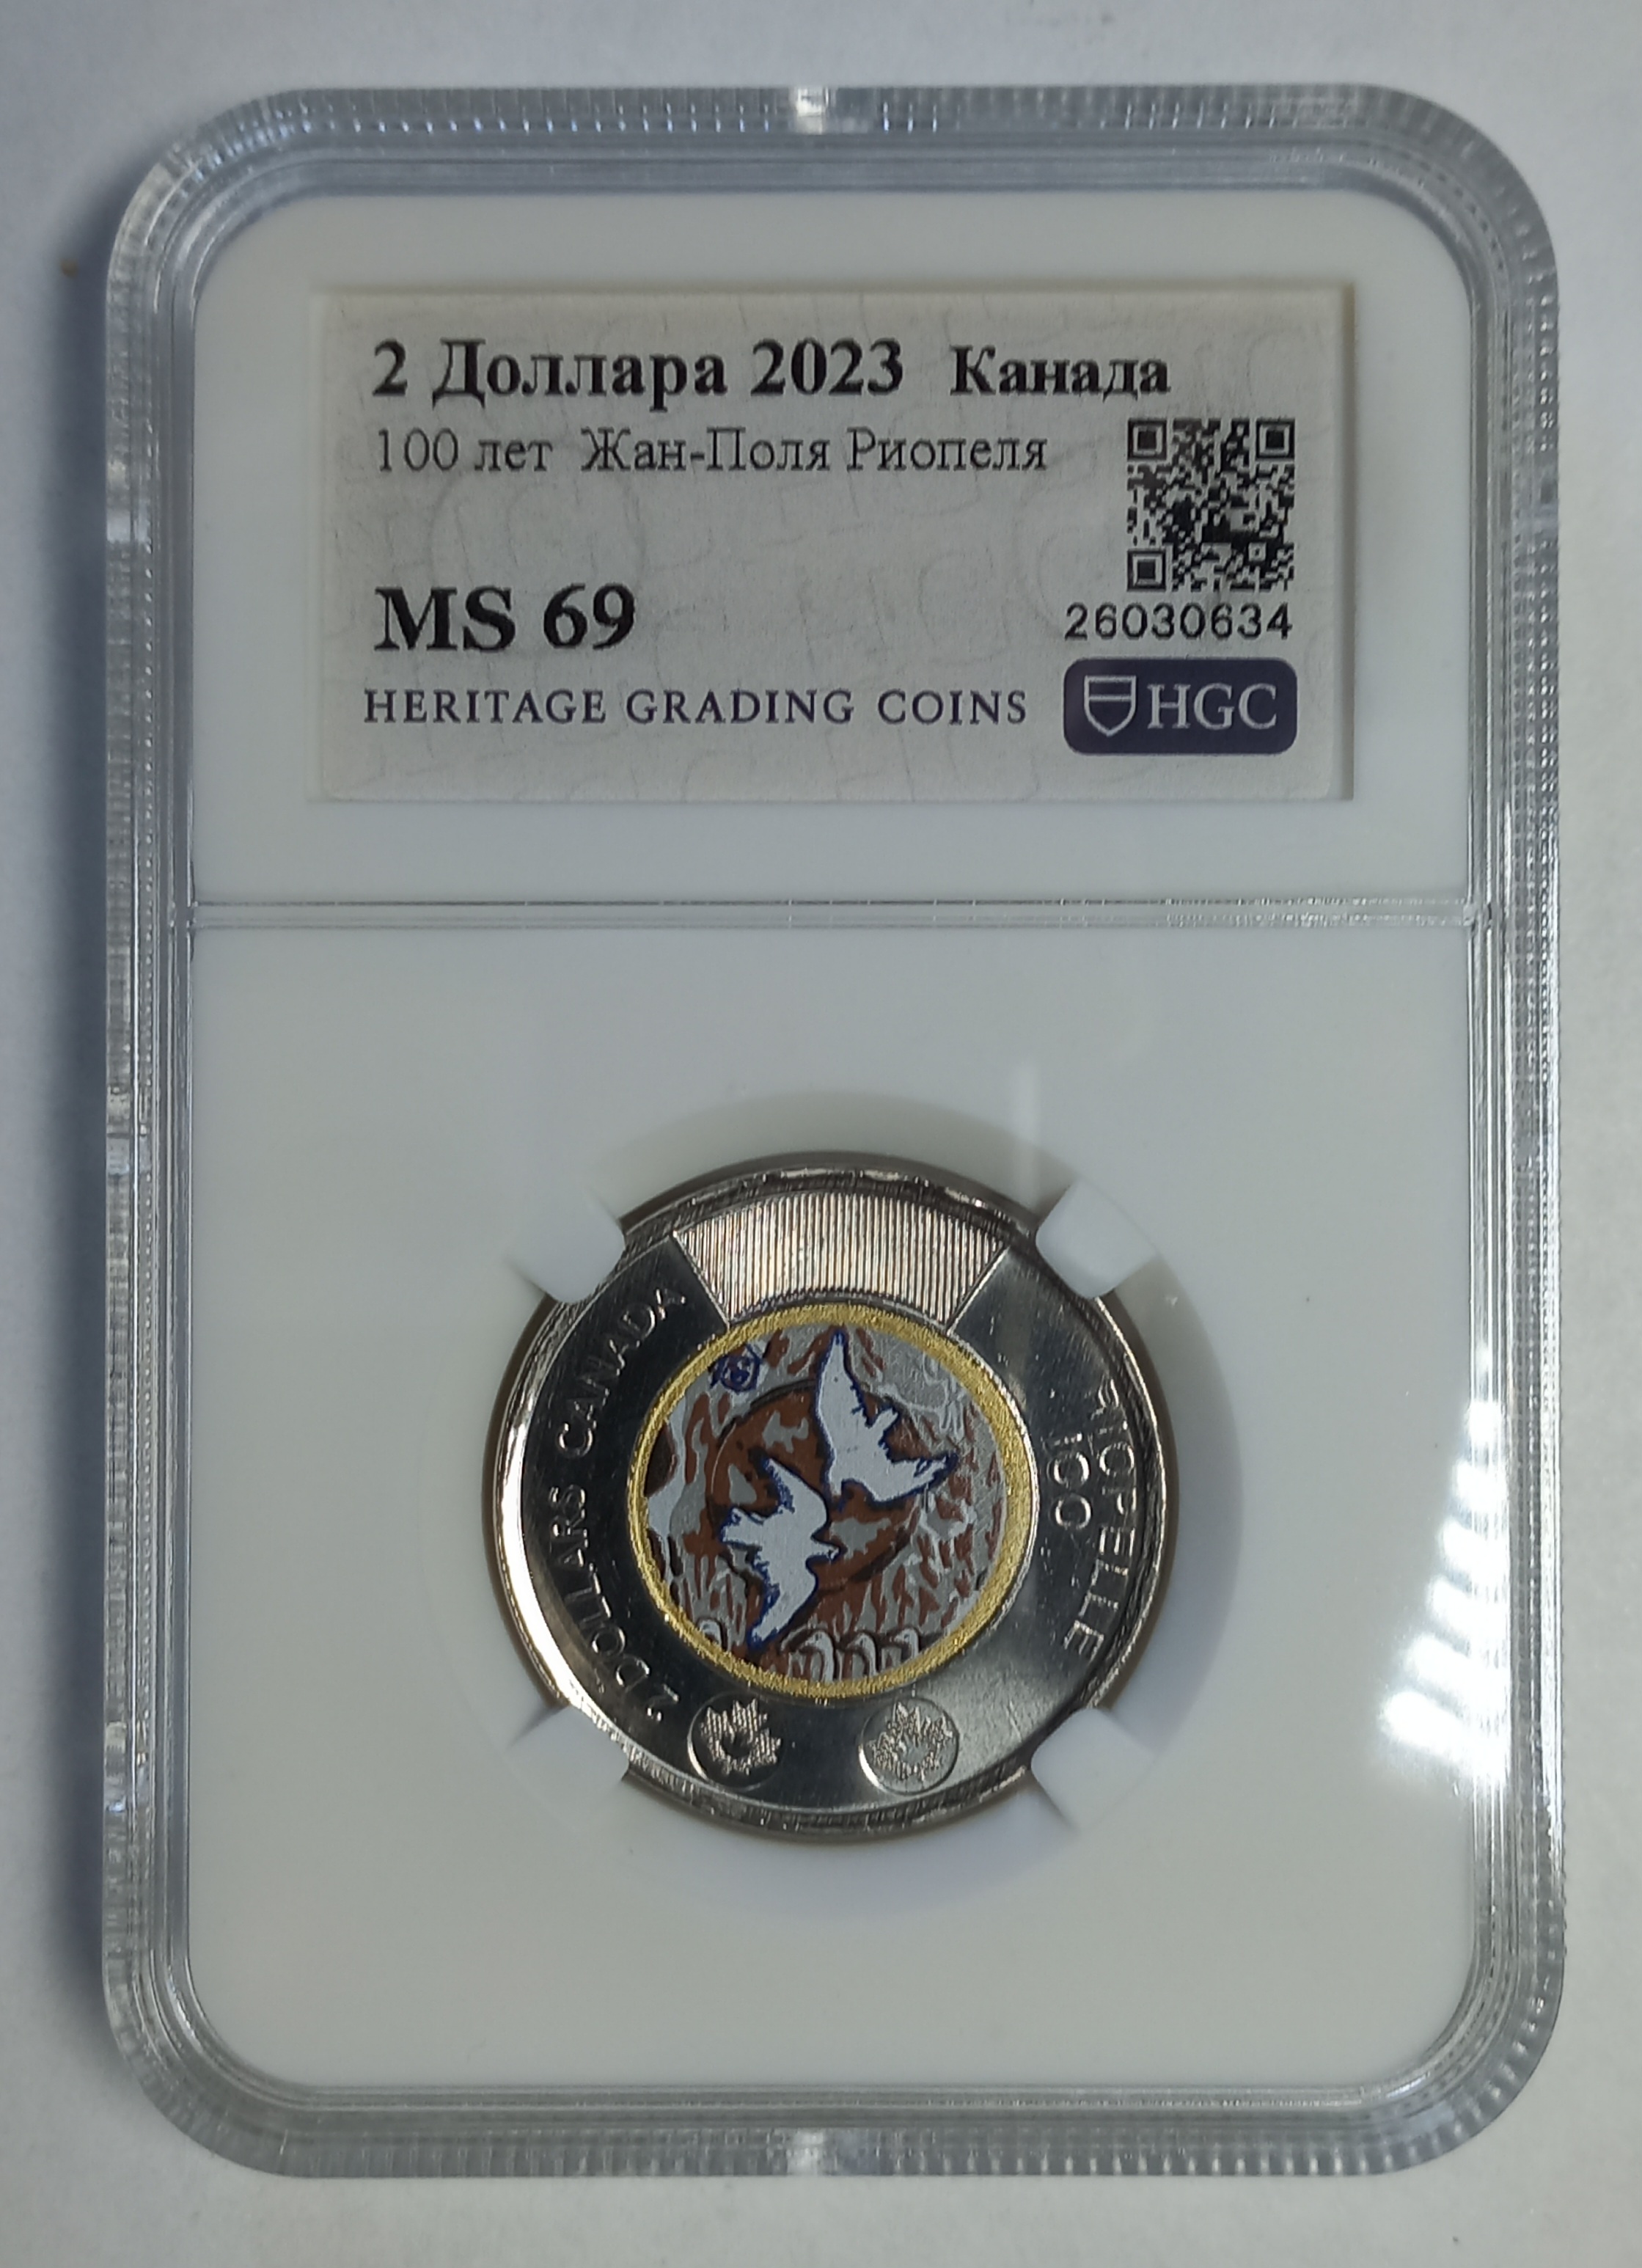 2 Доллара 2023 Канада
100 лет Жан-Поля Риопеля
MS 69
26030634
HERITAGE GRADING COINS
HGC
2 DOLLARS CANADA
RIOPELLE
100